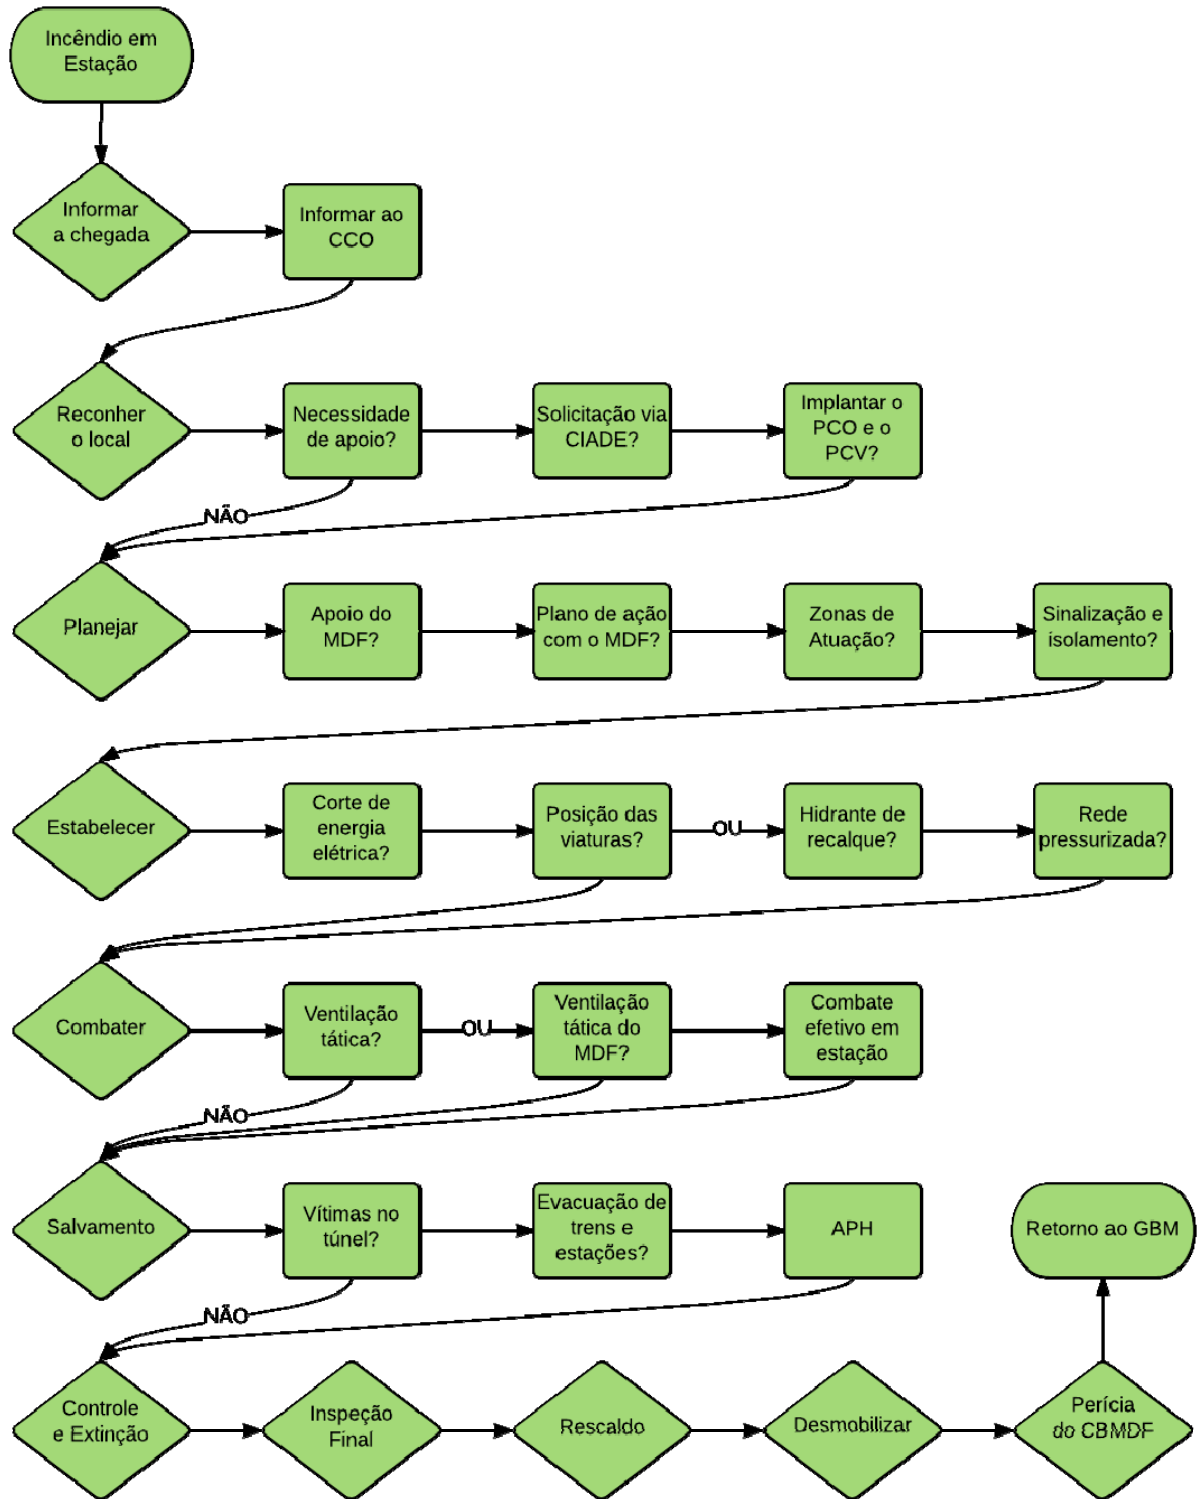 Incêndio em
Estação
Informar
a chegada
Informar ao
CCO
Reconher
o local
Necessidade
de apoio?
Solicitação via
CIADE?
Implantar o
PCO e o
PCV?
NÃO
Planejar
Apoio do
MDF?
Plano de ação
com o MDF?
Zonas de
Atuação?
Sinalização e
isolamento?
Estabelecer
Corte de
energia
elétrica?
Posição das
viaturas?
OU
Hidrante de
recalque?
Rede
pressurizada?
Combater
Ventilação
tática?
OU
Ventilação
tática do
MDF?
Combate
efetivo em
estação
NÃO
Salvamento
Vítimas no
túnel?
Evacuação de
trens e
estações?
APH
Retorno ao GBM
NÃO
Controle
e Extinção
Inspeção
Final
Rescaldo
Desmobilizar
Perícia
do CBMDF